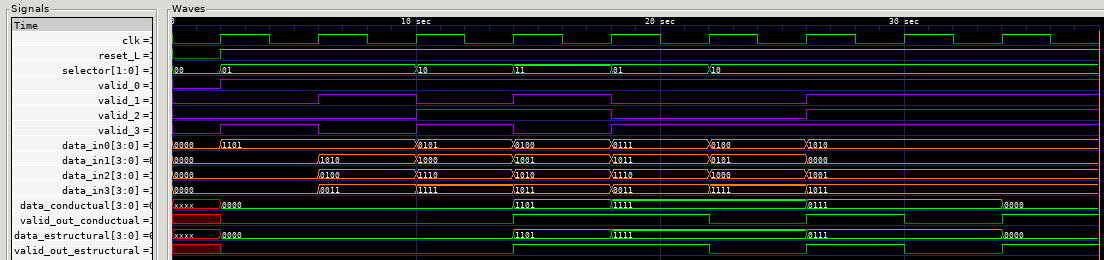 Signals
Waves
Time
0 10 sec 20 sec 30 sec
clk =1
reset_L =1
selector[1:0] =1 00 01 10 11 01 10
valid_0 =1
valid_1 =1
valid_2 =1
valid_3 =1
data_in0[3:0] =1 0000 1101 0101 0100 0111 0100 1010
data_in1[3:0] =0 0000 1010 1000 1001 1011 0101 0000
data_in2[3:0] =1 0000 0100 1110 1010 1110 1000 1001
data_in3[3:0] =1 0000 0011 1111 1011 0011 1111 1011
data_conductual[3:0] =0 xxxx 0000 1101 1111 0111 0000
valid_out_conductual =1
data_estructural[3:0] =0 xxxx 0000 1101 1111 0111 0000
valid_out_estructural =1